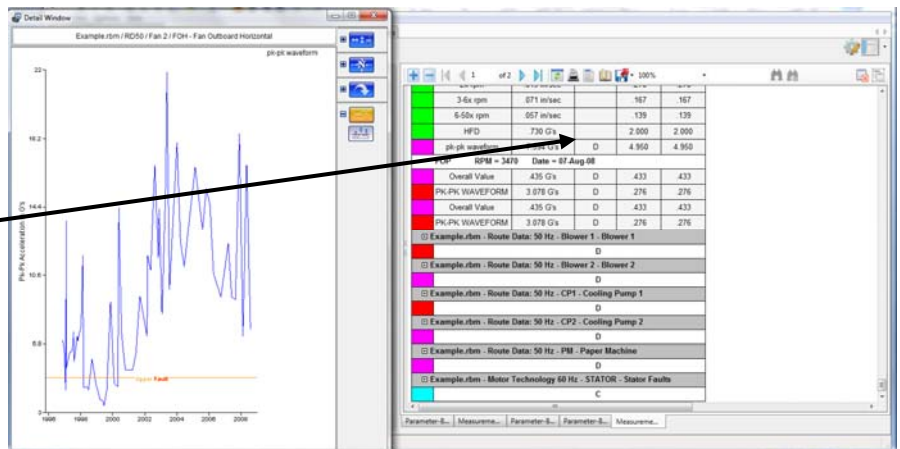 Detail Window
Example.rbm / RD50 / Fan 2 / FOH - Fan Outboard Horizontal
pk-pk waveform
22
18.2
14.4
10.6
6.8
3
Pk-Pk Acceleration in G's
Fault
1996 1998 2000 2002 2004 2006 2008
1 of 2 100%
3-6x rpm .071 in/sec .167 .167
6-50x rpm .057 in/sec .139 .139
HFD .730 G's 2.000 2.000
pk-pk waveform G's D 4.950 4.950
RPM = 3470 Date = 07-Aug-08
Overall Value .435 G's D .433 .433
PK-PK WAVEFORM 3.078 G's D .276 .276
Overall Value .435 G's D .433 .433
PK-PK WAVEFORM 3.078 G's D .276 .276
Example.rbm - Route Data: 50 Hz - Blower 1 - Blower 1
D
Example.rbm - Route Data: 50 Hz - Blower 2 - Blower 2
D
Example.rbm - Route Data: 50 Hz - CP1 - Cooling Pump 1
D
Example.rbm - Route Data: 50 Hz - CP2 - Cooling Pump 2
D
Example.rbm - Route Data: 50 Hz - PM - Paper Machine
D
Example.rbm - Motor Technology 60 Hz - STATOR - Stator Faults
C
Parameter-B... Measureme... Parameter-B... Parameter-B... Measureme...